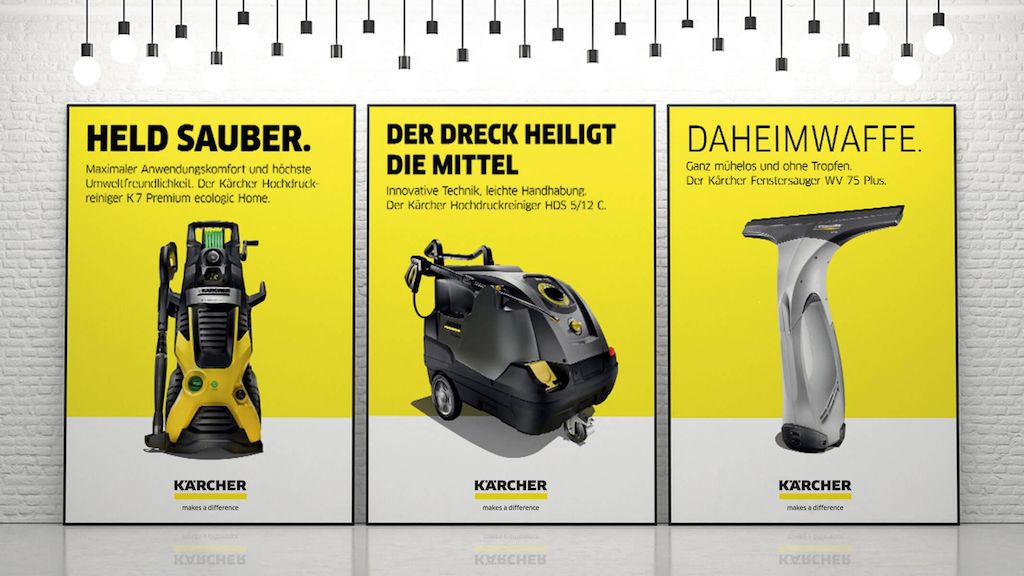 HELD SAUBER.
Maximaler Anwendungskomfort und höchste
Umweltfreundlichkeit. Der Kärcher Hochdruck-
reiniger K7 Premium ecologic Home.
KÄRCHER
KÄRCHER
makes a difference
DER DRECK HEILIGT
DIE MITTEL
Innovative Technik, leichte Handhabung.
Der Kärcher Hochdruckreiniger HDS 5/12 C.
KÄRCHER
makes a difference
DAHEIMWAFFE.
Ganz mühelos und ohne Tropfen.
Der Kärcher Fenstersauger WV 75 Plus.
KÄRCHER
makes a difference